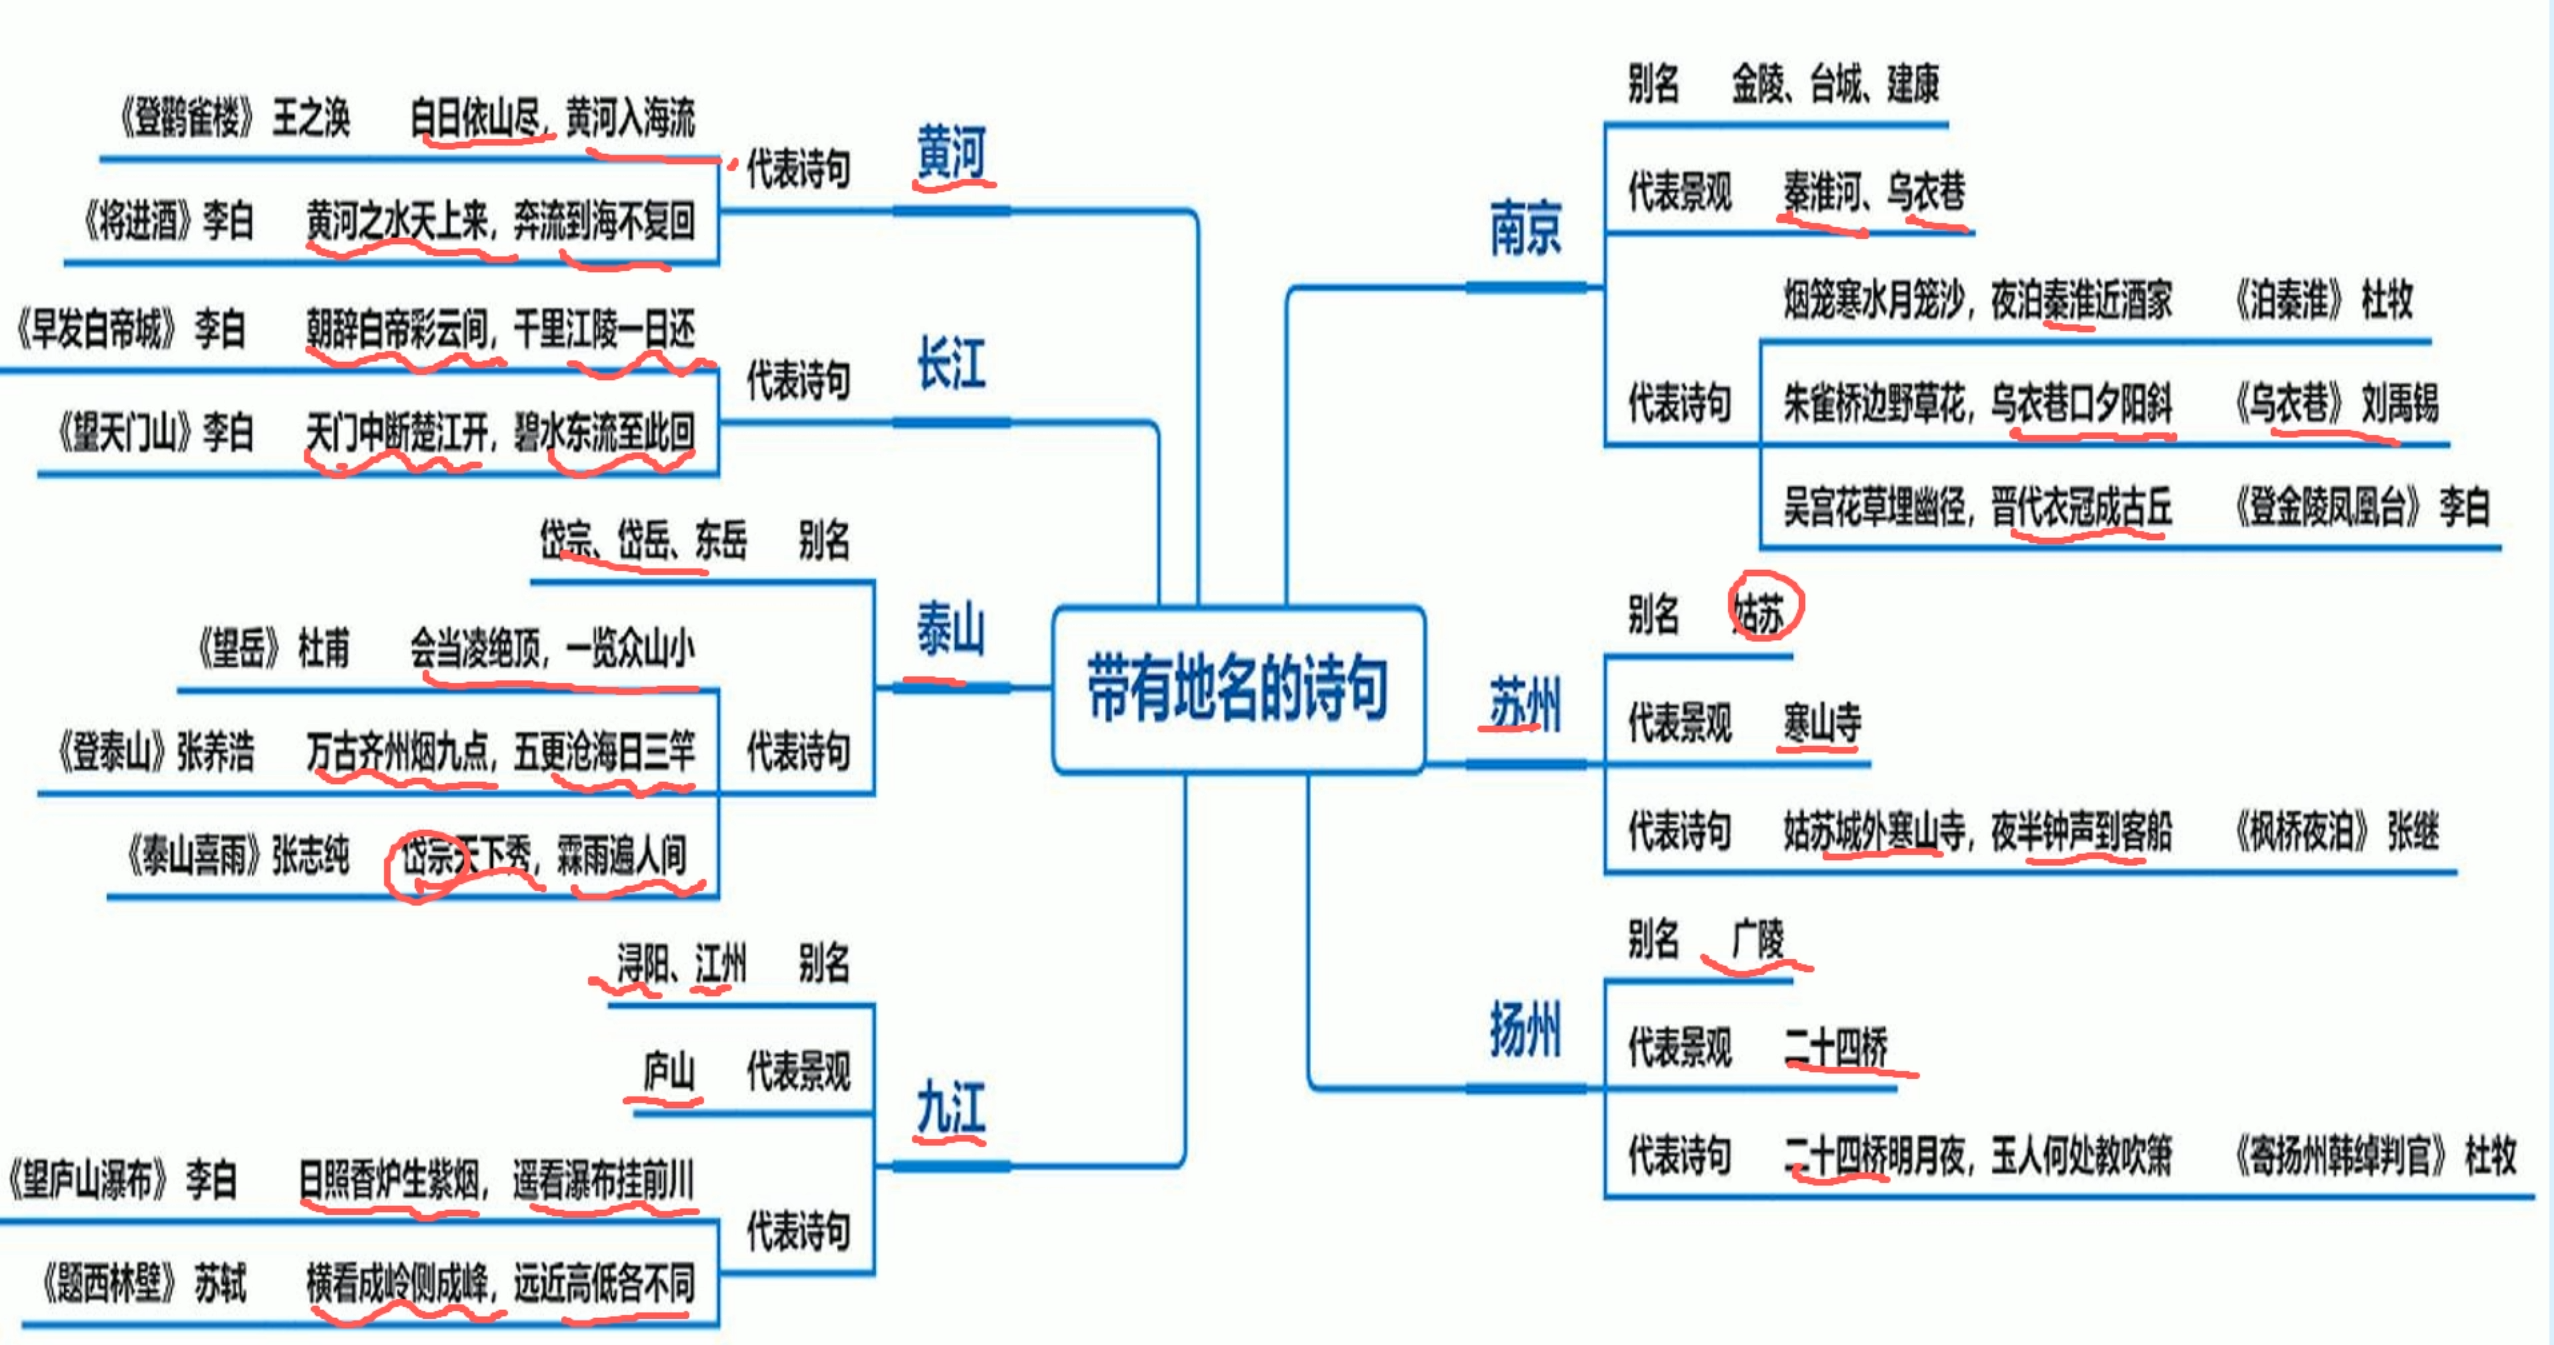 带有地名的诗句
黄河
代表诗句
《登鹳雀楼》 王之涣 白日依山尽，黄河入海流
《将进酒》李白 黄河之水天上来，奔流到海不复回
长江
代表诗句
《早发白帝城》 李白 朝辞白帝彩云间，千里江陵一日还
《望天门山》李白 天门中断楚江开，碧水东流至此回
泰山
岱宗、岱岳、东岳 别名
代表诗句
《望岳》 杜甫 会当凌绝顶，一览众山小
《登泰山》张养浩 万古齐州烟九点，五更沧海日三竿
《泰山喜雨》张志纯 岱宗天下秀，霖雨遍人间
九江
浔阳、江州 别名
庐山 代表景观
代表诗句
《望庐山瀑布》 李白 日照香炉生紫烟，遥看瀑布挂前川
《题西林壁》 苏轼 横看成岭侧成峰，远近高低各不同
南京
别名 金陵、台城、建康
代表景观 秦淮河、乌衣巷
代表诗句
烟笼寒水月笼沙，夜泊秦淮近酒家 《泊秦淮》 杜牧
朱雀桥边野草花，乌衣巷口夕阳斜 《乌衣巷》 刘禹锡
吴宫花草埋幽径，晋代衣冠成古丘 《登金陵凤凰台》 李白
苏州
别名 姑苏
代表景观 寒山寺
代表诗句 姑苏城外寒山寺，夜半钟声到客船 《枫桥夜泊》 张继
扬州
别名 广陵
代表景观 二十四桥
代表诗句 二十四桥明月夜，玉人何处教吹箫 《寄扬州韩绰判官》 杜牧